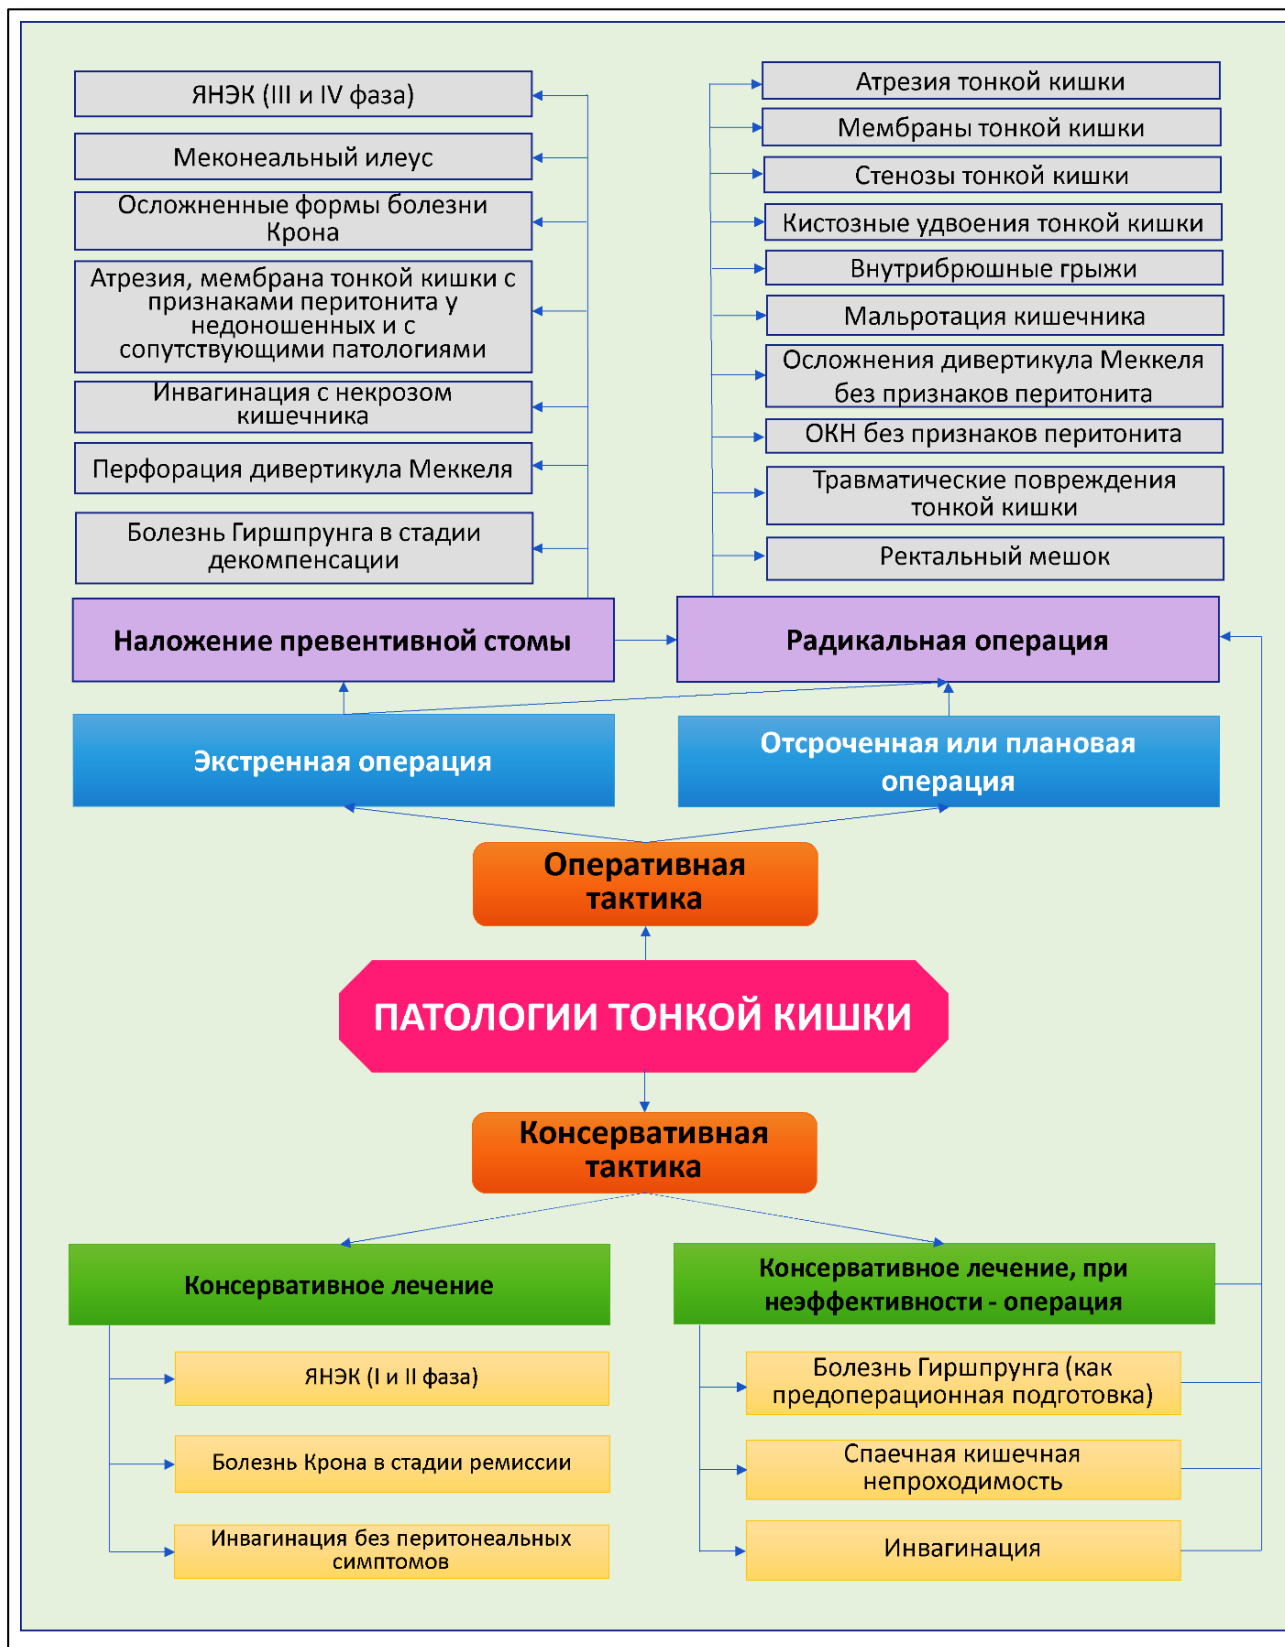 ЯНЭК (III и IV фаза)
Меконеальный илеус
Осложненные формы болезни
Крона
Атрезия, мембрана тонкой кишки с
признаками перитонита у
недоношенных и с
сопутствующими патологиями
Инвагинация с некрозом
кишечника
Перфорация дивертикула Меккеля
Болезнь Гиршпрунга в стадии
декомпенсации
Атрезия тонкой кишки
Мембраны тонкой кишки
Стенозы тонкой кишки
Кистозные удвоения тонкой кишки
Внутрибрюшные грыжи
Мальротация кишечника
Осложнения дивертикула Меккеля
без признаков перитонита
ОКН без признаков перитонита
Травматические повреждения
тонкой кишки
Ректальный мешок
Наложение превентивной стомы
Радикальная операция
Экстренная операция
Отсроченная или плановая
операция
Оперативная
тактика
ПАТОЛОГИИ ТОНКОЙ КИШКИ
Консервативная
тактика
Консервативное лечение
Консервативное лечение, при
неэффективности - операция
ЯНЭК (I и II фаза)
Болезнь Крона в стадии ремиссии
Инвагинация без перитонеальных
симптомов
Болезнь Гиршпрунга (как
предоперационная подготовка)
Спаечная кишечная
непроходимость
Инвагинация